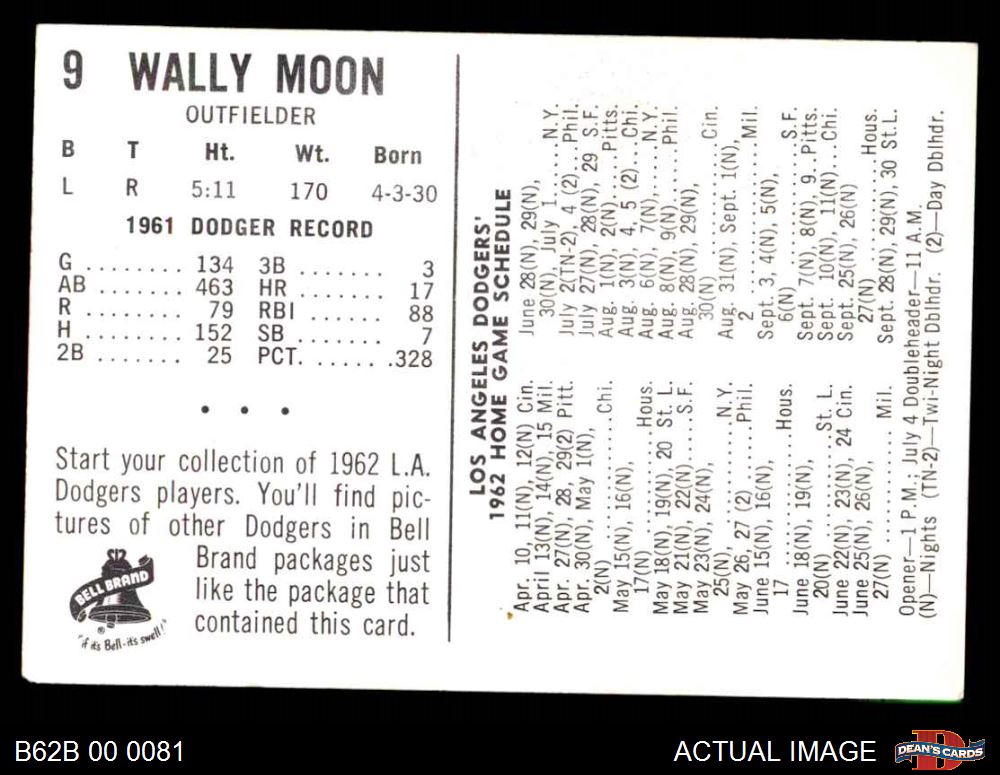 9 WALLY MOON
OUTFIELDER
B T Ht. Wt. Born
L R 5:11 170 4-3-30
1961 DODGER RECORD
G ........ 134 3B ....... 3
AB ........ 463 HR ....... 17
R ........ 79 RBI ....... 88
H ........ 152 SB ....... 7
2B ........ 25 PCT. ...... .328
• • •
Start your collection of 1962 L.A.
Dodgers players. You'll find pic-
tures of other Dodgers in Bell
Brand packages just
like the package that
contained this card.
BELL BRAND
®
"if it's Bell-it's swell!"
LOS ANGELES DODGERS'
1962 HOME GAME SCHEDULE
Apr. 10, 11(N), 12(N) Cin.
April 13(N), 14(N), 15 Mil.
Apr. 27(N), 28, 29(2) Pitt.
Apr. 30(N), May 1(N),
2(N) ..............Chi.
May 15(N), 16(N),
17(N) ............Hous.
May 18(N), 19(N), 20 St. L.
May 21(N), 22(N)......S.F.
May 23(N), 24(N),
25(N), ............N.Y.
May 26, 27 (2) ......Phil.
June 15(N), 16(N),
17 ..............Hous.
June 18(N), 19(N),
20(N) ............St. L.
June 22(N), 23(N), 24 Cin.
June 25(N), 26(N),
27(N) ............Mil.
June 28(N), 29(N),
30(N), July 1......N.Y.
July 2(TN-2), 4 (2)...Phil.
July 27(N), 28(N), 29 S.F.
Aug. 1(N), 2(N)....Pitts.
Aug. 3(N), 4, 5 (2)...Chi.
Aug. 6(N), 7(N),.....N.Y.
Aug. 8(N), 9(N).....Phil.
Aug. 28(N), 29(N),
30(N) ............Cin.
Aug. 31(N), Sept. 1(N),
2 ................Mil.
Sept. 3, 4(N), 5(N),
6(N) ..............S.F.
Sept. 7(N), 8(N), 9..Pitts.
Sept. 10(N), 11(N)...Chi.
Sept. 25(N), 26(N)
27(N) ............Hous.
Sept. 28(N), 29(N), 30 St. L.
Opener—1 P.M., July 4 Doubleheader—11 A.M.
(N)—Nights (TN-2)—Twi-Night Dblhdr. (2)—Day Dblhdr.
B62B 00 0081
ACTUAL IMAGE
DEAN'S CARDS